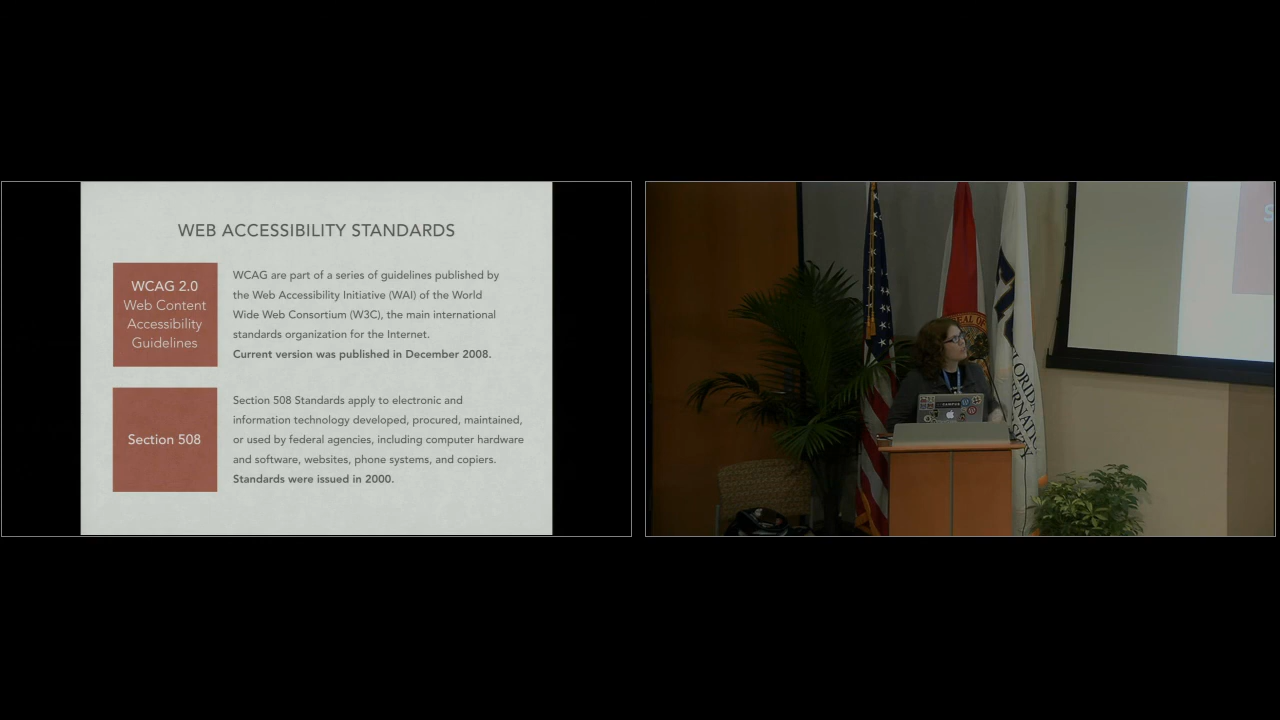 WEB ACCESSIBILITY STANDARDS
WCAG 2.0
Web Content
Accessibility
Guidelines
WCAG are part of a series of guidelines published by
the Web Accessibility Initiative (WAI) of the World
Wide Web Consortium (W3C), the main international
standards organization for the Internet.
Current version was published in December 2008.
Section 508
Section 508 Standards apply to electronic and
information technology developed, procured, maintained,
or used by federal agencies, including computer hardware
and software, websites, phone systems, and copiers.
Standards were issued in 2000.
S
SEAL OF